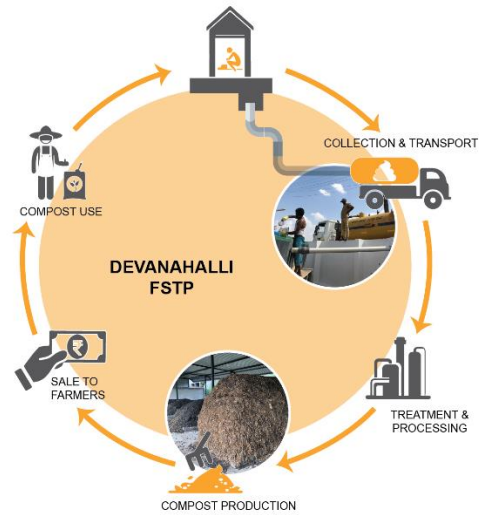 COLLECTION & TRANSPORT
COMPOST USE
DEVANAHALLI
FSTP
SALE TO
FARMERS
TREATMENT &
PROCESSING
COMPOST PRODUCTION